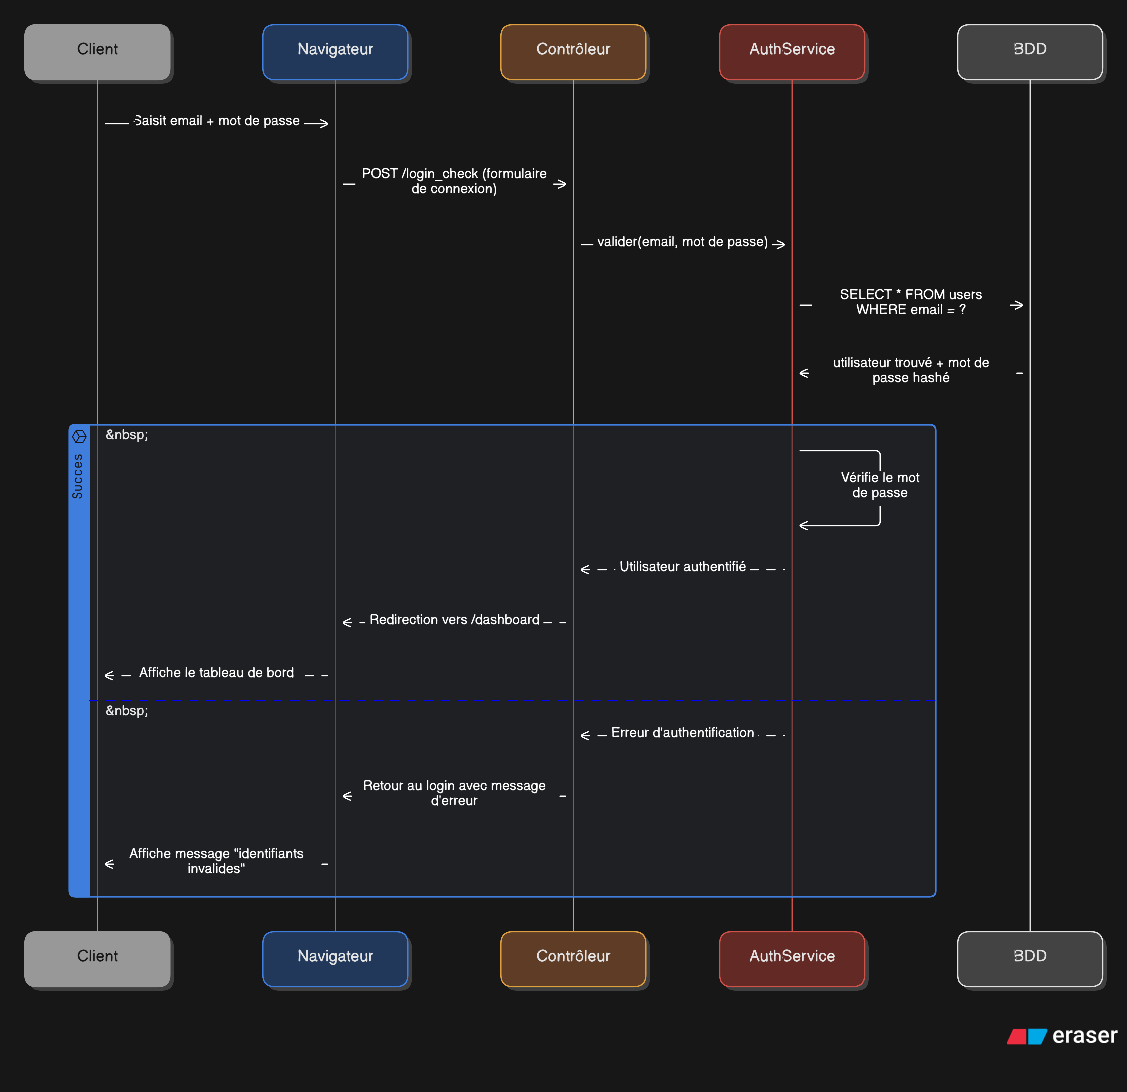 Client
Navigateur
Contrôleur
AuthService
BDD
Saisit email + mot de passe
POST /login_check (formulaire
de connexion)
valider(email, mot de passe)
SELECT * FROM users
WHERE email = ?
utilisateur trouvé + mot de
passe hashé
Succes
&nbsp;
Vérifie le mot
de passe
Utilisateur authentifié
Redirection vers /dashboard
Affiche le tableau de bord
&nbsp;
Erreur d'authentification
Retour au login avec message
d'erreur
Affiche message "identifiants
invalides"
Client
Navigateur
Contrôleur
AuthService
BDD
eraser